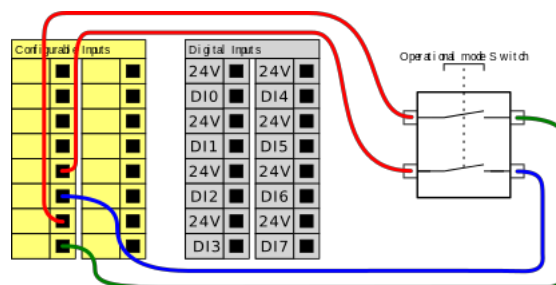 Configurable Inputs
Digital Inputs
Operational mode Switch
24V 24V
DI0 DI4
24V 24V
DI1 DI5
24V 24V
DI2 DI6
24V 24V
DI3 DI7